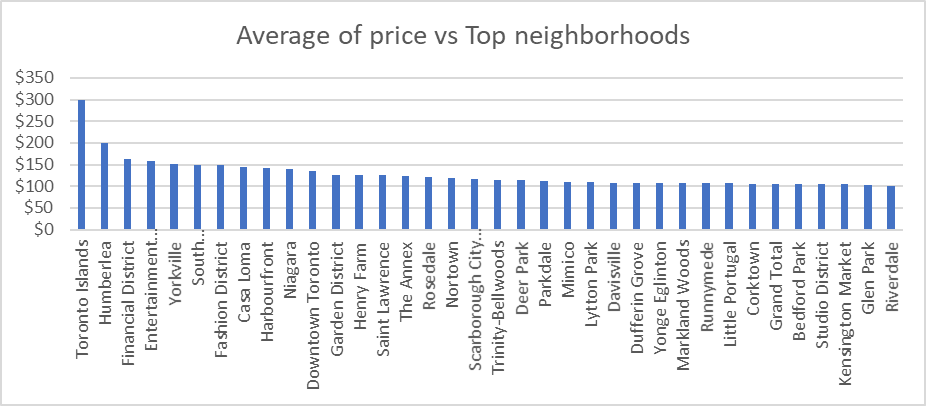 Average of price vs Top neighborhoods
$350
$300
$250
$200
$150
$100
$50
$0
Toronto Islands
Humberlea
Financial District
Entertainment…
Yorkville
South…
Fashion District
Casa Loma
Harbourfront
Niagara
Downtown Toronto
Garden District
Henry Farm
Saint Lawrence
The Annex
Rosedale
Nortown
Scarborough City…
Trinity-Bellwoods
Deer Park
Parkdale
Mimico
Lytton Park
Davisville
Dufferin Grove
Yonge Eglinton
Markland Woods
Runnymede
Little Portugal
Corktown
Grand Total
Bedford Park
Studio District
Kensington Market
Glen Park
Riverdale